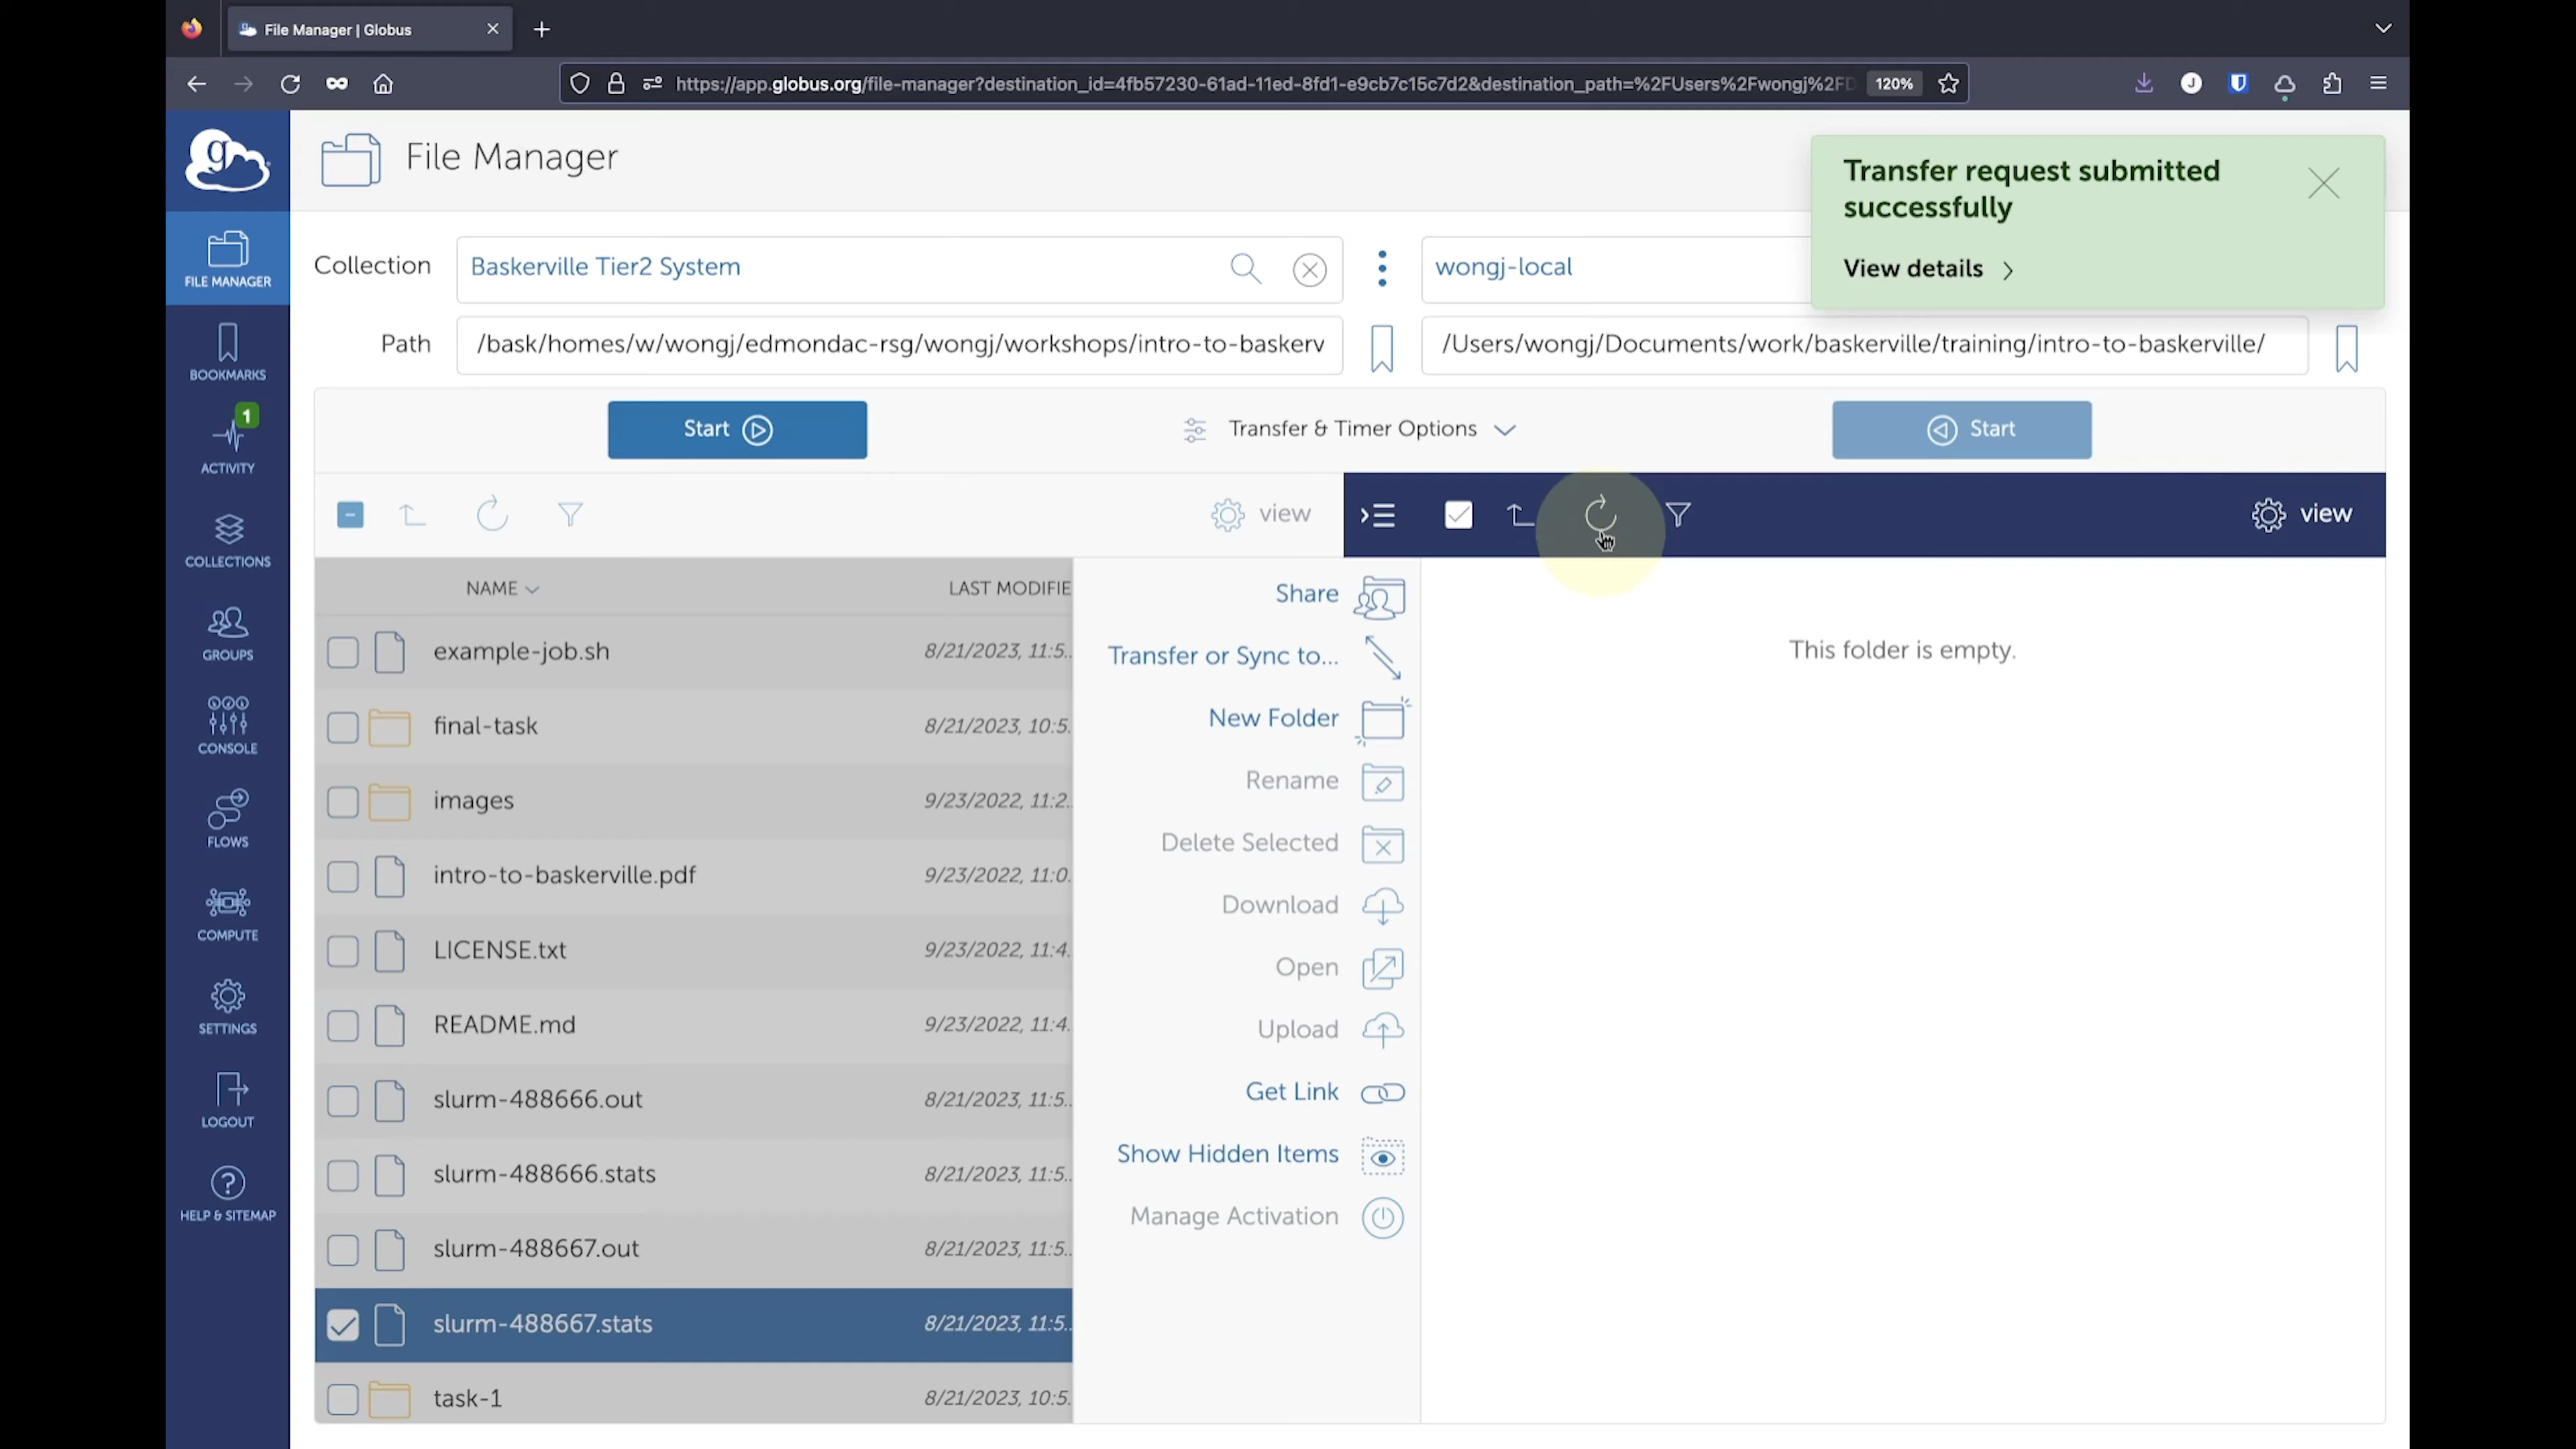 File Manager | Globus
https://app.globus.org/file-manager?destination_id=4fb57230-61ad-11ed-8fd1-e9cb7c15c7d2&destination_path=%2FUsers%2Fwongj%2FD
120%
J
g
File Manager
Transfer request submitted
successfully
View details
FILE MANAGER
BOOKMARKS
1
ACTIVITY
COLLECTIONS
GROUPS
CONSOLE
FLOWS
COMPUTE
SETTINGS
LOGOUT
?
HELP & SITEMAP
Collection
Baskerville Tier2 System
wongj-local
Path
/bask/homes/w/wongj/edmondac-rsg/wongj/workshops/intro-to-baskerv
/Users/wongj/Documents/work/baskerville/training/intro-to-baskerville/
Start
Transfer & Timer Options
Start
view
view
NAME
LAST MODIFIE
example-job.sh
8/21/2023, 11:5..
final-task
8/21/2023, 10:5.
images
9/23/2022, 11:2.
intro-to-baskerville.pdf
9/23/2022, 11:0.
LICENSE.txt
9/23/2022, 11:4.
README.md
9/23/2022, 11:4.
slurm-488666.out
8/21/2023, 11:5..
slurm-488666.stats
8/21/2023, 11:5..
slurm-488667.out
8/21/2023, 11:5..
slurm-488667.stats
8/21/2023, 11:5..
task-1
8/21/2023, 10:5.
Share
Transfer or Sync to...
New Folder
Rename
Delete Selected
Download
Open
Upload
Get Link
Show Hidden Items
Manage Activation
This folder is empty.